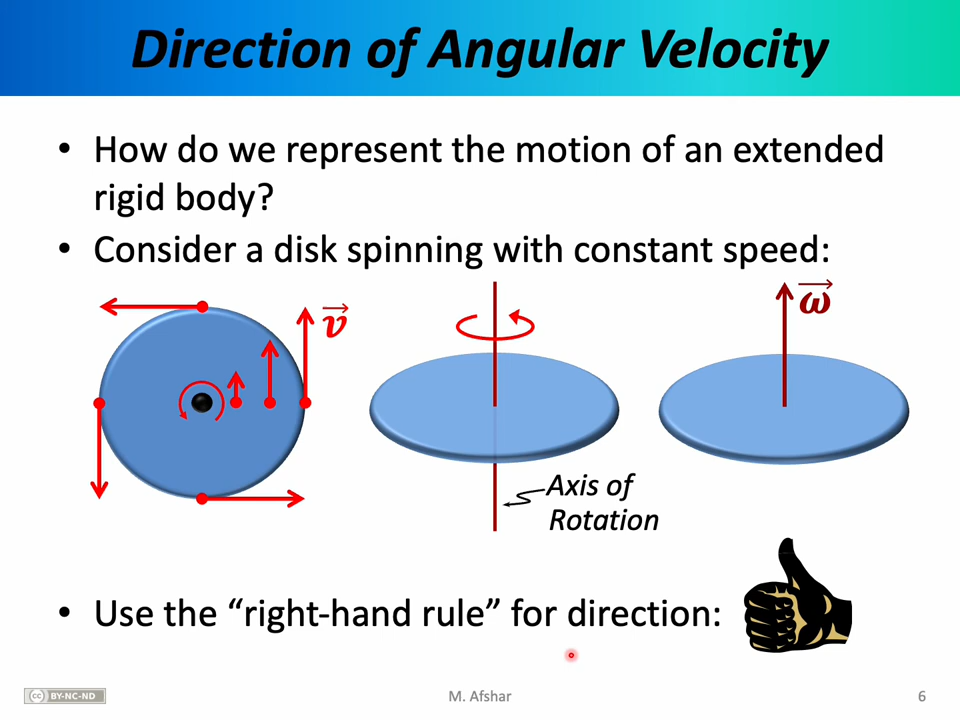 Direction of Angular Velocity
• How do we represent the motion of an extended
rigid body?
• Consider a disk spinning with constant speed:
v
ω
Axis of
Rotation
• Use the “right-hand rule” for direction:
cc BY-NC-ND
M. Afshar
6